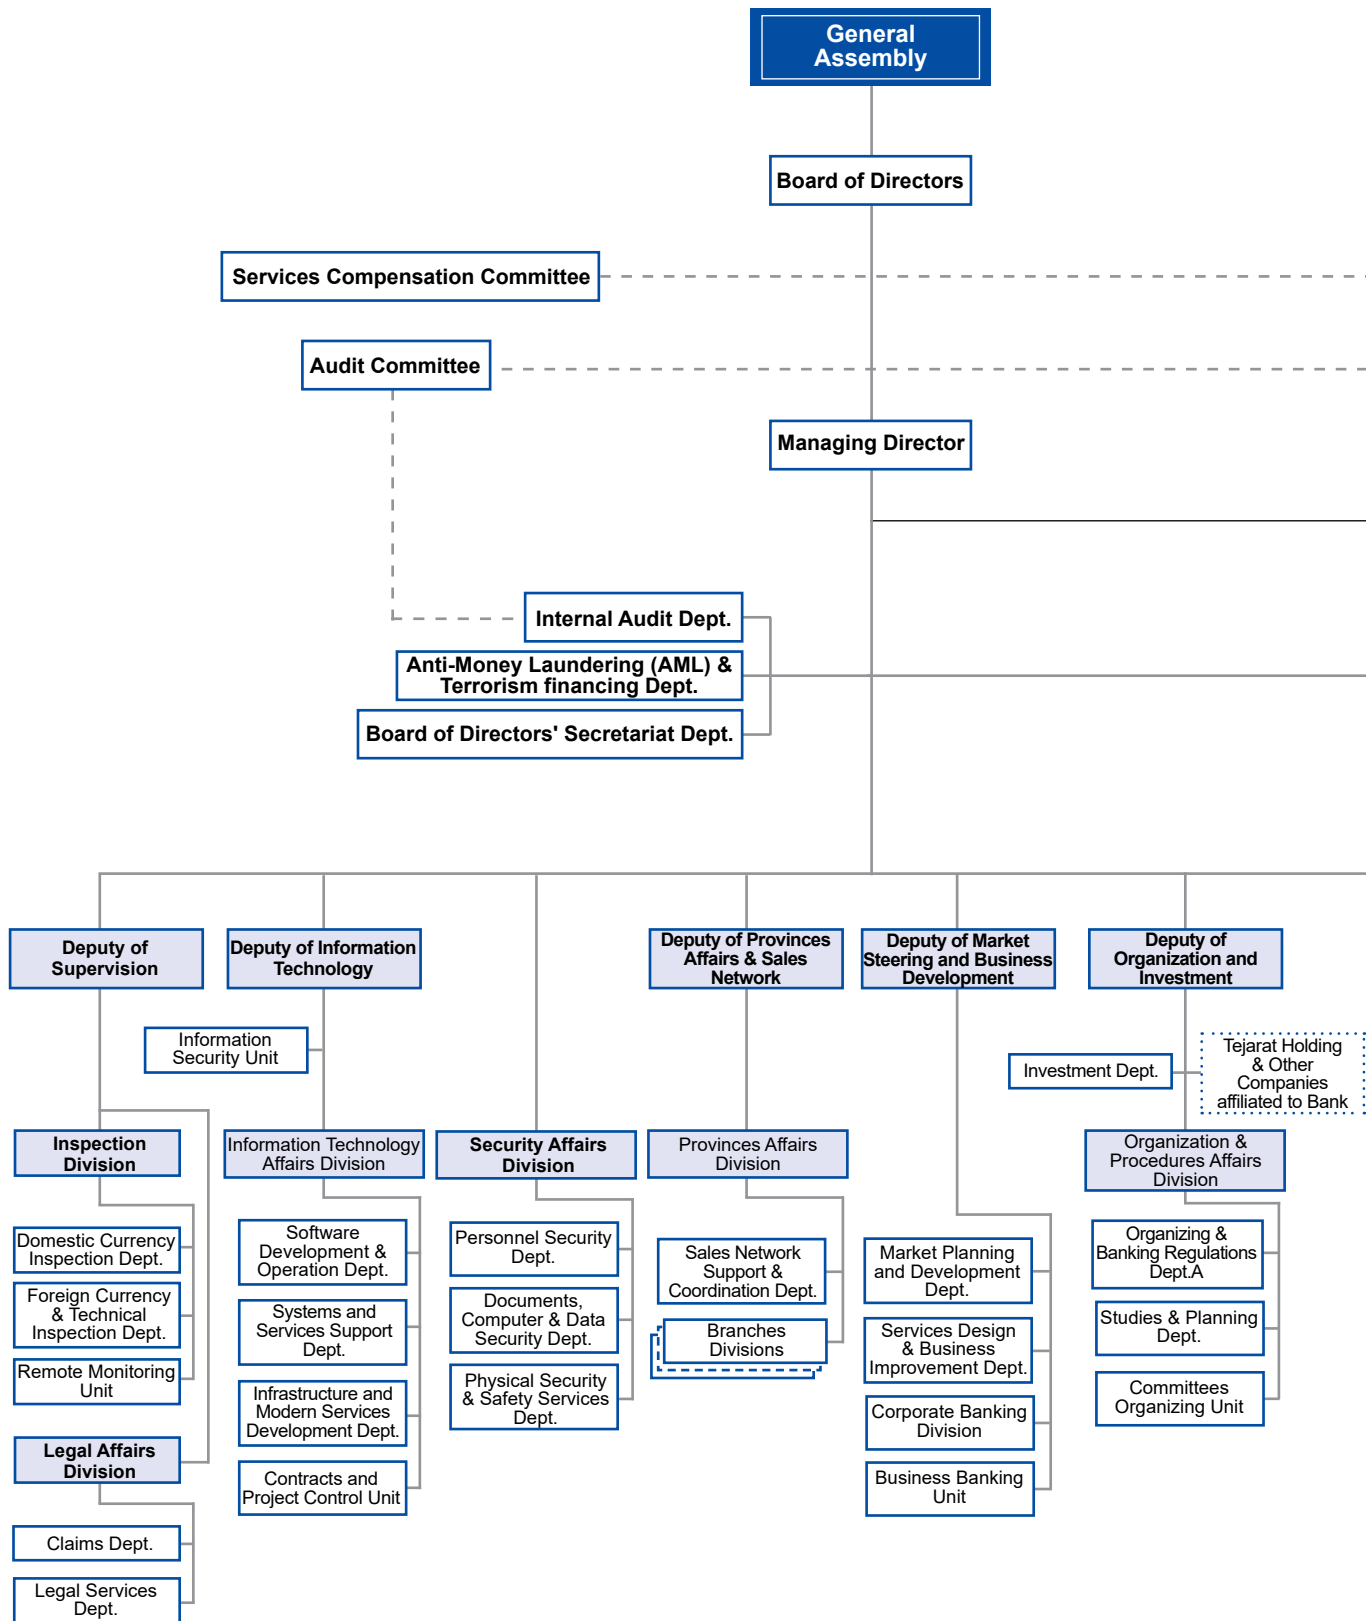 General
Assembly
Board of Directors
Services Compensation Committee
Audit Committee
Managing Director
Internal Audit Dept.
Anti-Money Laundering (AML) &
Terrorism financing Dept.
Board of Directors' Secretariat Dept.
Deputy of
Supervision
Deputy of Information
Technology
Deputy of Provinces
Affairs & Sales
Network
Deputy of Market
Steering and Business
Development
Deputy of
Organization and
Investment
Information
Security Unit
Investment Dept.
Tejarat Holding
& Other
Companies
affiliated to Bank
Inspection
Division
Information Technology
Affairs Division
Security Affairs
Division
Provinces Affairs
Division
Organization &
Procedures Affairs
Division
Domestic Currency
Inspection Dept.
Foreign Currency
& Technical
Inspection Dept.
Remote Monitoring
Unit
Legal Affairs
Division
Claims Dept.
Legal Services
Dept.
Software
Development &
Operation Dept.
Systems and
Services Support
Dept.
Infrastructure and
Modern Services
Development Dept.
Contracts and
Project Control Unit
Personnel Security
Dept.
Documents,
Computer & Data
Security Dept.
Physical Security
& Safety Services
Dept.
Sales Network
Support &
Coordination Dept.
Branches
Divisions
Market Planning
and Development
Dept.
Services Design
& Business
Improvement Dept.
Corporate Banking
Division
Business Banking
Unit
Organizing &
Banking Regulations
Dept.A
Studies & Planning
Dept.
Committees
Organizing Unit